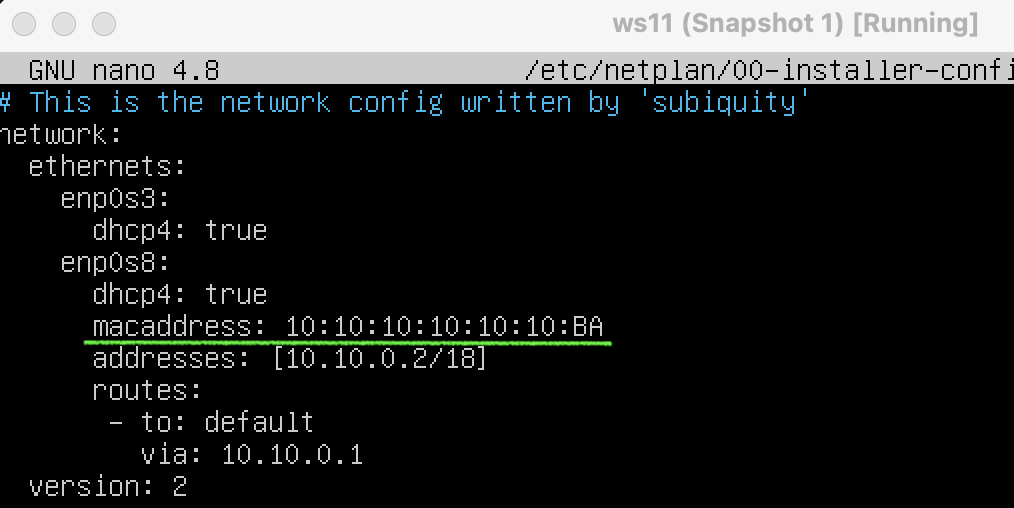 ws11 (Snapshot 1) [Running]
GNU nano 4.8 /etc/netplan/00-installer-confi
# This is the network config written by 'subiquity'
network:
  ethernets:
    enp0s3:
      dhcp4: true
    enp0s8:
      dhcp4: true
      macaddress: 10:10:10:10:10:10:BA
      addresses: [10.10.0.2/18]
      routes:
       - to: default
         via: 10.10.0.1
  version: 2